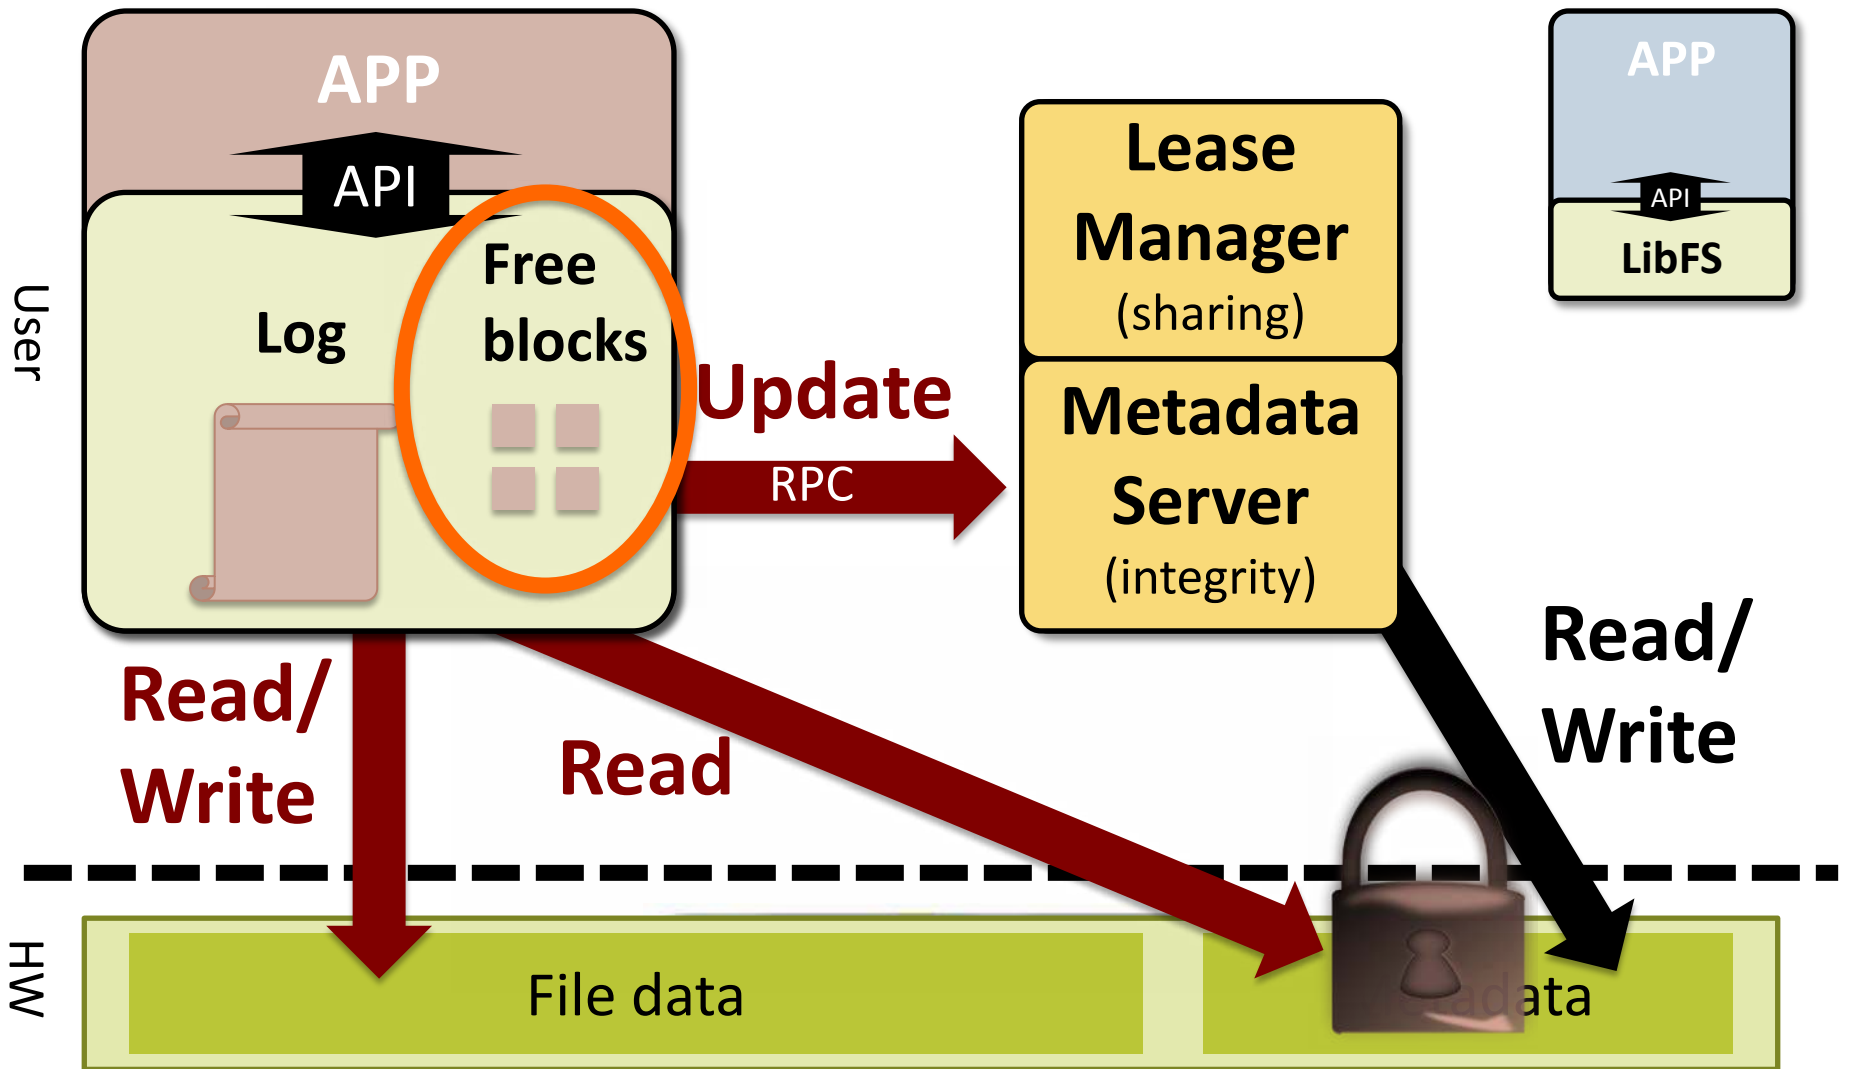 APP
API
Free
blocks
Log
Update
RPC
Lease
Manager
(sharing)
Metadata
Server
(integrity)
APP
API
LibFS
User
Read/
Write
Read
Read/
Write
HW
File data